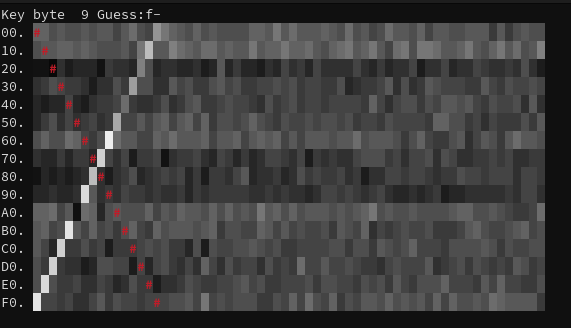 Key byte  9 Guess:f-
00. #
10. #
20. #
30. #
40. #
50. #
60. #
70. #
80. #
90. #
A0. #
B0. #
C0. #
D0. #
E0. #
F0. #